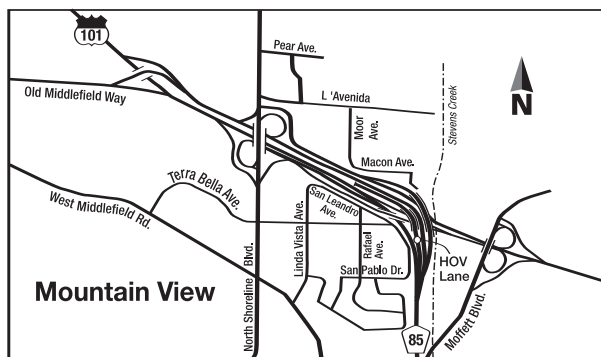 101
Pear Ave.
Old Middlefield Way
L 'Avenida
Moor
Ave.
Stevens Creek
N
Macon Ave.
Terra Bella Ave.
San Leandro
Ave.
West Middlefield Rd.
Linda Vista Ave.
Rafael
Ave.
HOV
Lane
San Pablo Dr.
Mountain View
North Shoreline Blvd.
85
Moffett Blvd.